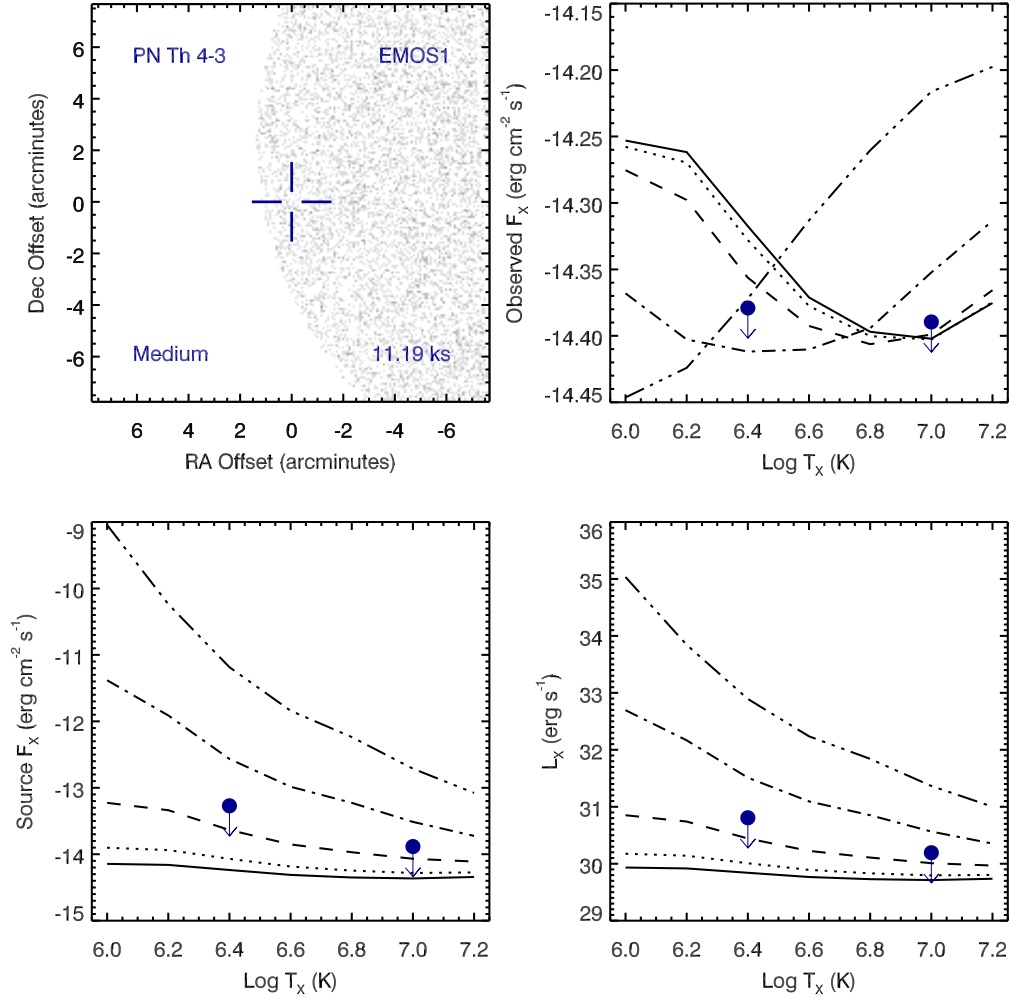 PN Th 4-3
EMOS1
Medium
11.19 ks
6
4
2
0
-2
-4
-6
Dec Offset (arcminutes)
6 4 2 0 -2 -4 -6
RA Offset (arcminutes)
-14.15
-14.20
-14.25
-14.30
-14.35
-14.40
-14.45
Observed Fx (erg cm-2 s-1)
6.0 6.2 6.4 6.6 6.8 7.0 7.2
Log Tx (K)
-9
-10
-11
-12
-13
-14
-15
Source Fx (erg cm-2 s-1)
6.0 6.2 6.4 6.6 6.8 7.0 7.2
Log Tx (K)
36
35
34
33
32
31
30
29
Lx (erg s-1)
6.0 6.2 6.4 6.6 6.8 7.0 7.2
Log Tx (K)